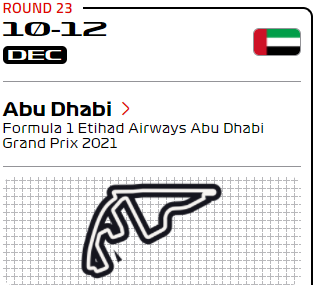 ROUND 23
10-12
DEC
Abu Dhabi
Formula 1 Etihad Airways Abu Dhabi
Grand Prix 2021